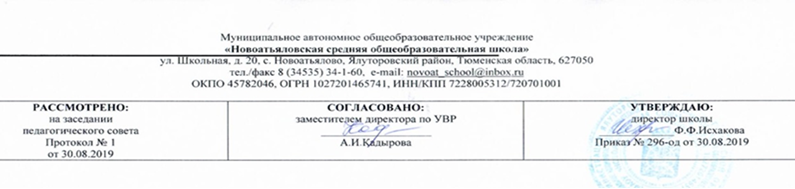 Муниципальное автономное общеобразовательное учреждение
«Новоатьяловская средняя общеобразовательная школа»
ул. Школьная, д. 20, с. Новоатьялово, Ялуторовский район, Тюменская область, 627050
тел./факс 8 (34535) 34-1-60, e-mail: novoat_school@inbox.ru
ОКПО 45782046, ОГРН 1027201465741, ИНН/КПП 7228005312/720701001
РАССМОТРЕНО:
на заседании
педагогического совета
Протокол № 1
от 30.08.2019
СОГЛАСОВАНО:
заместителем директора по УВР
А.И.Кадырова
УТВЕРЖДАЮ:
директор школы
Ф.Ф.Исхакова
Приказ № 296-од от 30.08.2019